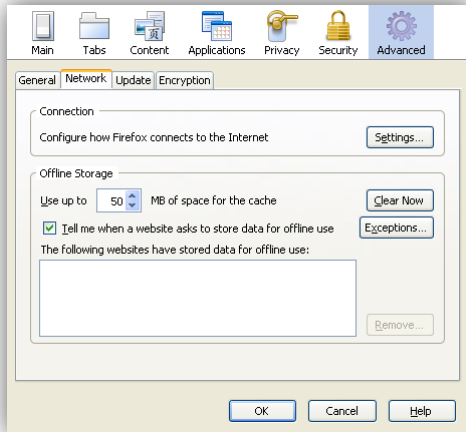 Main Tabs Content Applications Privacy Security Advanced
General Network Update Encryption
Connection
Configure how Firefox connects to the Internet Settings...
Offline Storage
Use up to 50 MB of space for the cache Clear Now
Tell me when a website asks to store data for offline use Exceptions...
The following websites have stored data for offline use:
Remove...
OK Cancel Help